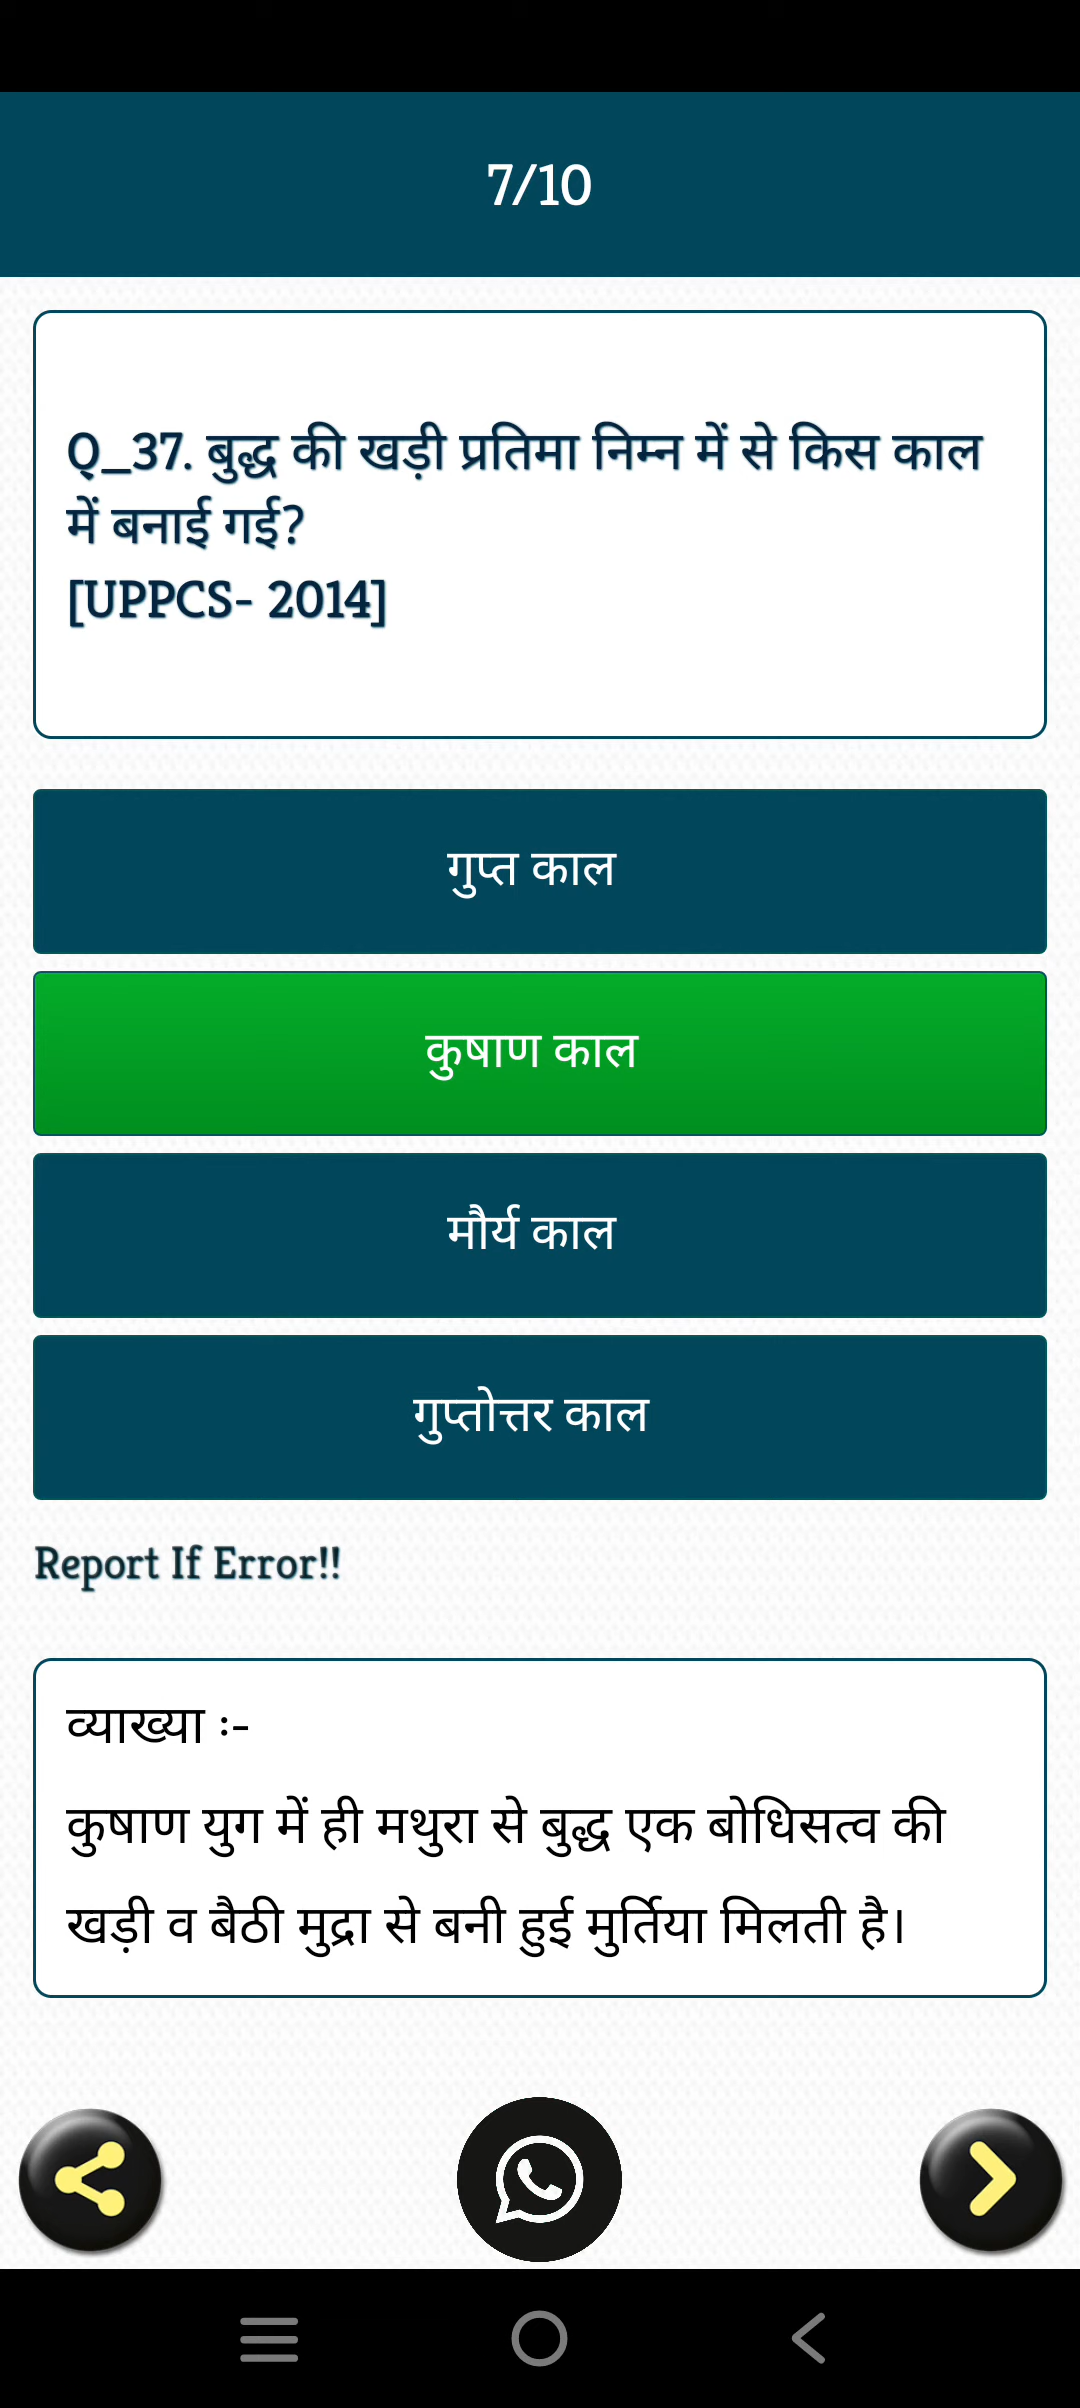 7/10
Q_37. बुद्ध की खड़ी प्रतिमा निम्न में से किस काल
में बनाई गई?
[UPPCS- 2014]
गुप्त काल
कुषाण काल
मौर्य काल
गुप्तोत्तर काल
Report If Error!!
व्याख्या ः-
कुषाण युग में ही मथुरा से बुद्ध एक बोधिसत्व की
खड़ी व बैठी मुद्रा से बनी हुई मुर्तिया मिलती है।